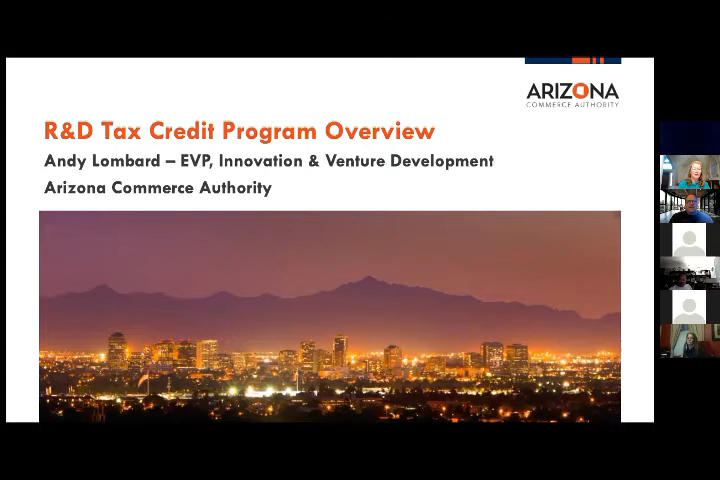 ARIZONA
COMMERCE AUTHORITY
R&D Tax Credit Program Overview
Andy Lombard – EVP, Innovation & Venture Development
Arizona Commerce Authority